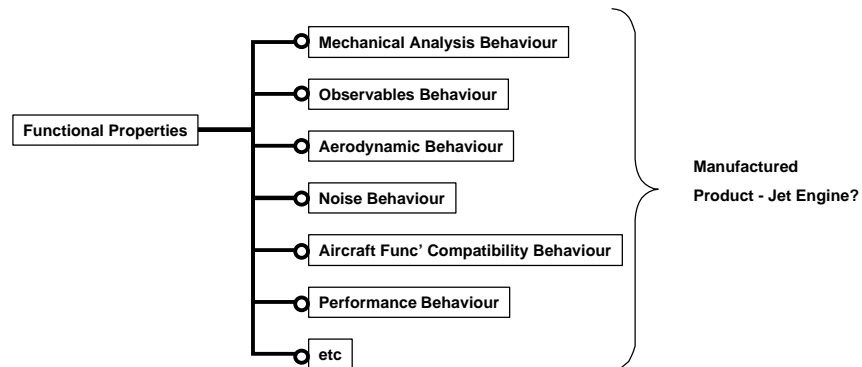 Mechanical Analysis Behaviour
Observables Behaviour
Functional Properties
Aerodynamic Behaviour
Noise Behaviour
Aircraft Func’ Compatibility Behaviour
Performance Behaviour
etc
Manufactured
Product - Jet Engine?